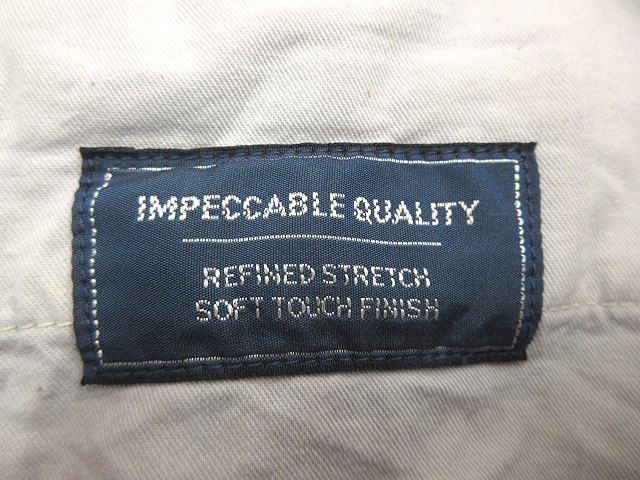 IMPECCABLE QUALITY
REFINED STRETCH
SOFT TOUCH FINISH